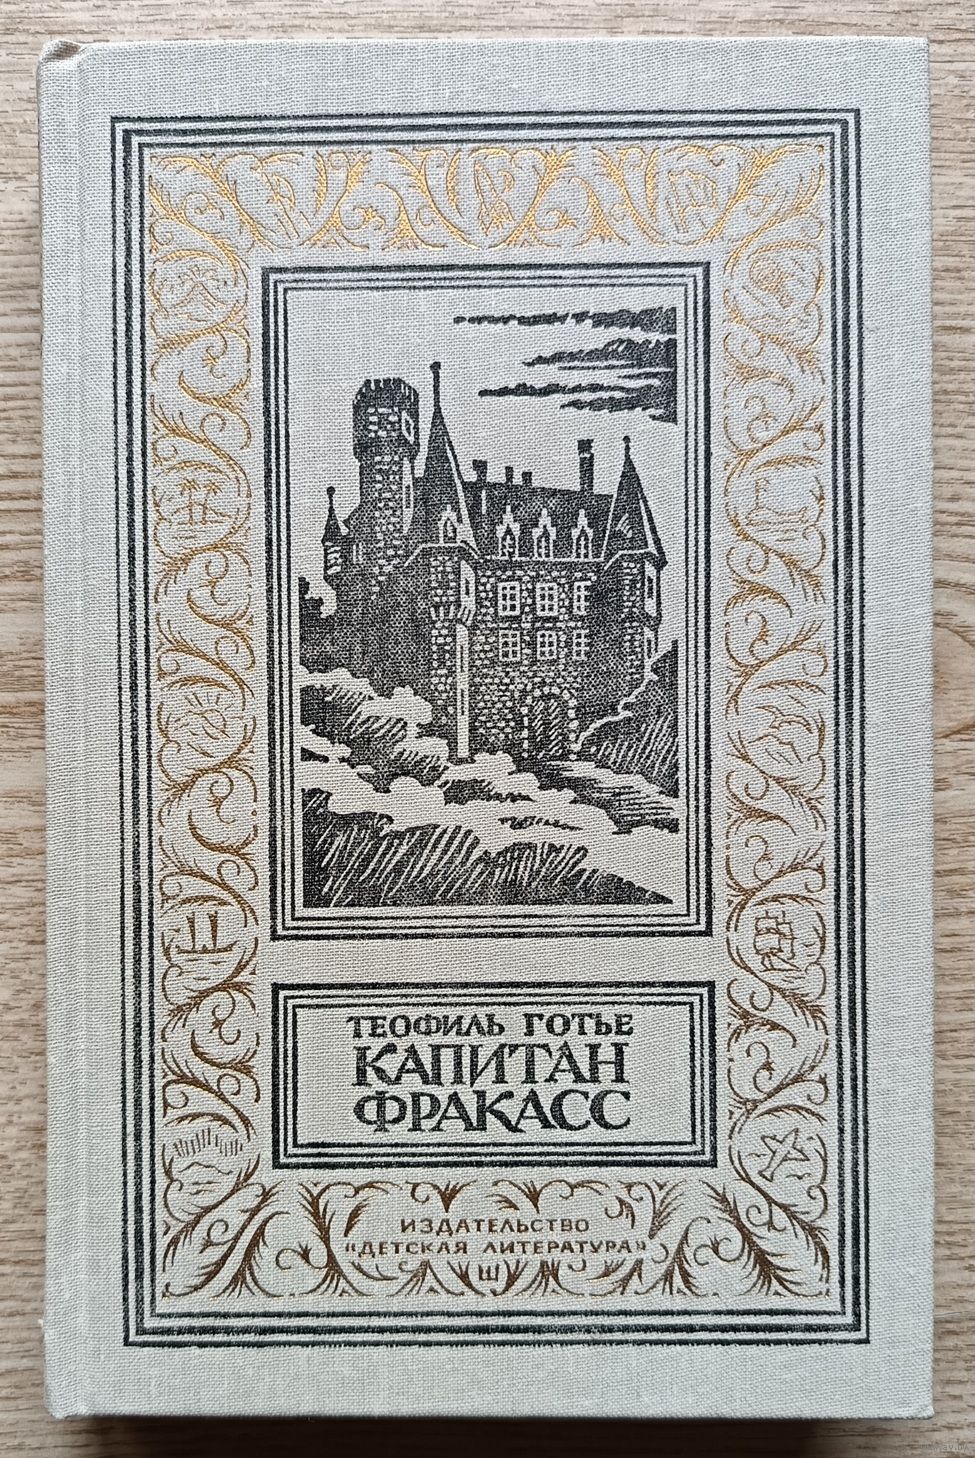 ТЕОФИЛЬ ГОТЬЕ
КАПИТАН
ФРАКАСС
ИЗДАТЕЛЬСТВО
"ДЕТСКАЯ ЛИТЕРАТУРА"